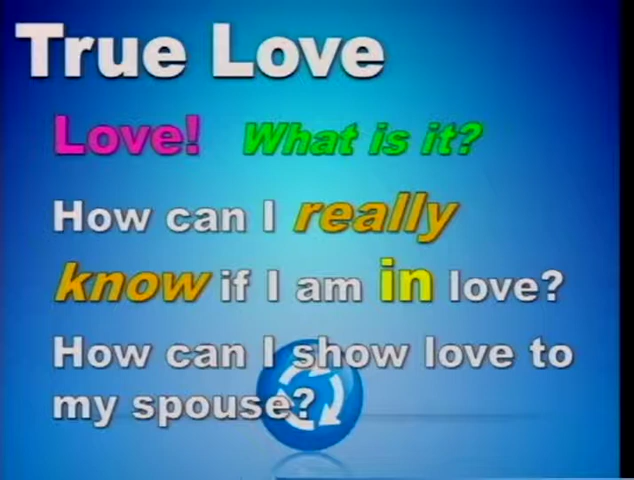 True Love
Love! What is it?
How can I really
know if I am in love?
How can I show love to
my spouse?